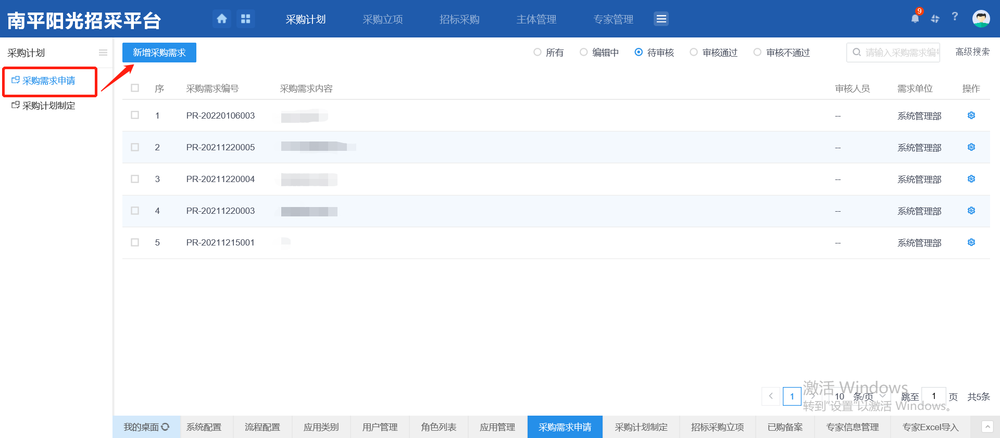 南平阳光招采平台
采购计划 采购立项 招标采购 主体管理 专家管理
9
?
采购计划
采购需求申请
采购计划制定
新增采购需求
所有 编辑中 待审核 审核通过 审核不通过
请输入采购需求编号
高级搜索
序 采购需求编号 采购需求内容 审核人员 需求单位 操作
1 PR-20220106003 -- 系统管理部
2 PR-20211220005 -- 系统管理部
3 PR-20211220004 -- 系统管理部
4 PR-20211220003 -- 系统管理部
5 PR-20211215001 -- 系统管理部
激活 Windows
1 10 条/页 跳至 1 页 共5条
转到"设置"以激活 Windows。
我的桌面 系统配置 流程配置 应用类别 用户管理 角色列表 应用管理 采购需求申请 采购计划制定 招标采购立项 已购备案 专家信息管理 专家Excel导入